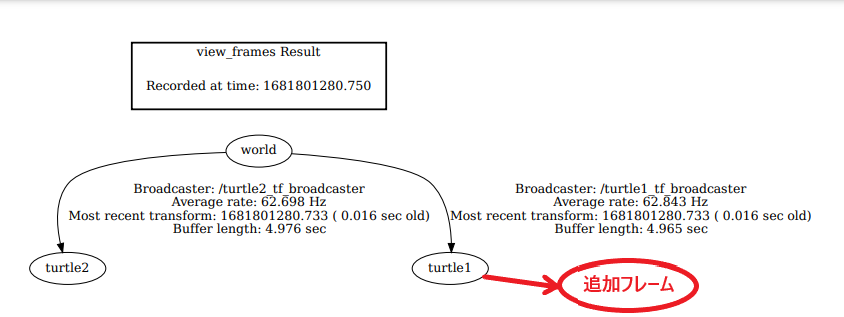 view_frames Result
Recorded at time: 1681801280.750
world
Broadcaster: /turtle2_tf_broadcaster
Average rate: 62.698 Hz
Most recent transform: 1681801280.733 ( 0.016 sec old)
Buffer length: 4.976 sec
Broadcaster: /turtle1_tf_broadcaster
Average rate: 62.843 Hz
Most recent transform: 1681801280.733 ( 0.016 sec old)
Buffer length: 4.965 sec
turtle2
turtle1
追加フレーム